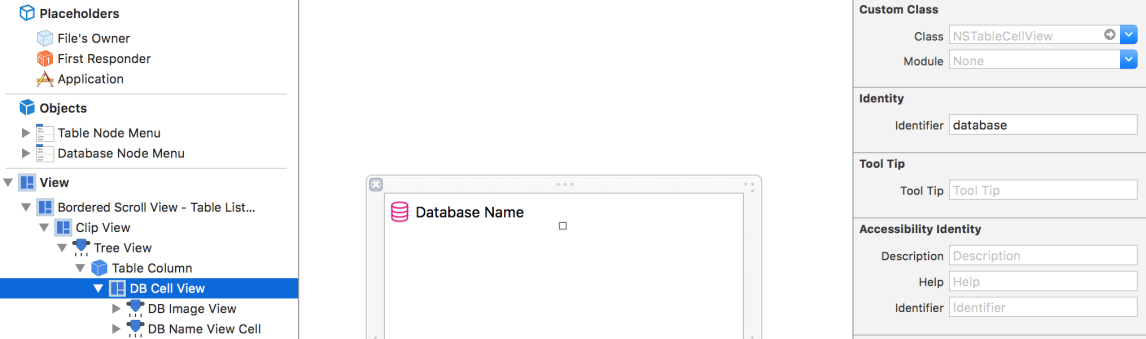 Placeholders
File's Owner
First Responder
Application
Objects
Table Node Menu
Database Node Menu
View
Bordered Scroll View - Table List...
Clip View
Tree View
Table Column
DB Cell View
DB Image View
DB Name View Cell
Database Name
Custom Class
Class NSTableCellView
Module None
Identity
Identifier database
Tool Tip
Tool Tip Tool Tip
Accessibility Identity
Description Description
Help Help
Identifier Identifier